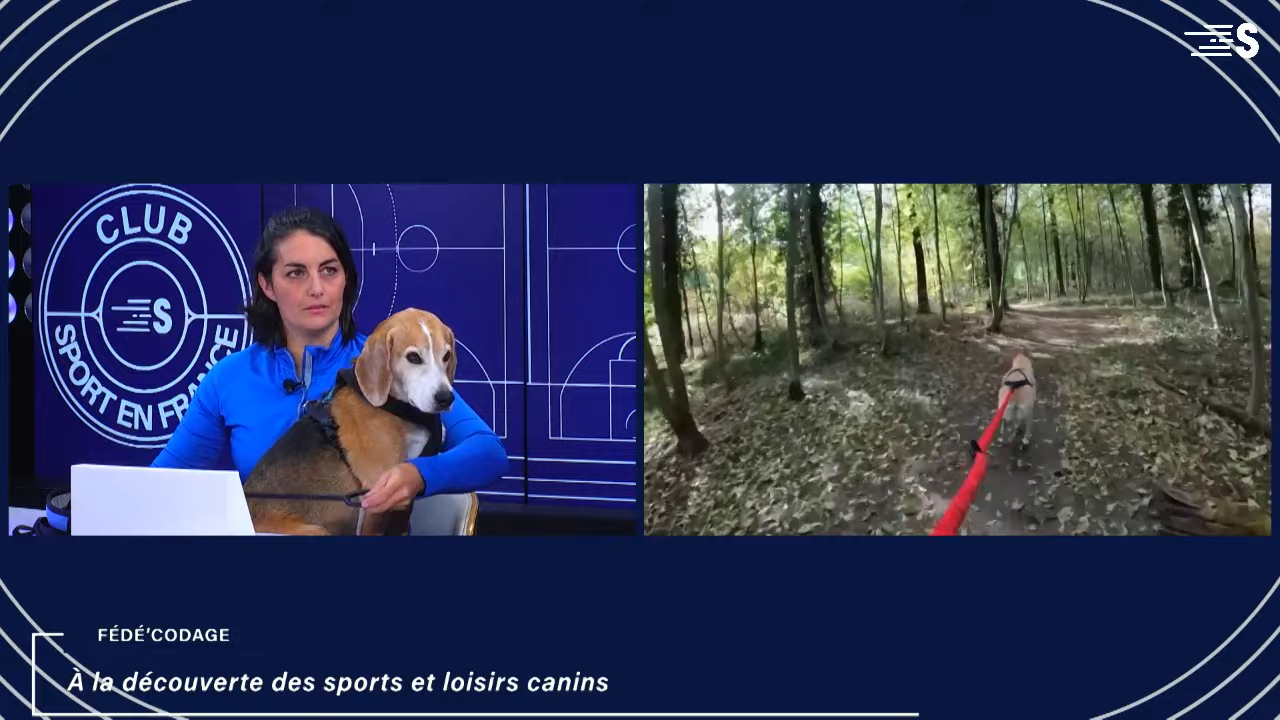 S
CLUB
S
SPORT EN FRANCE
FÉDÉ'CODAGE
À la découverte des sports et loisirs canins